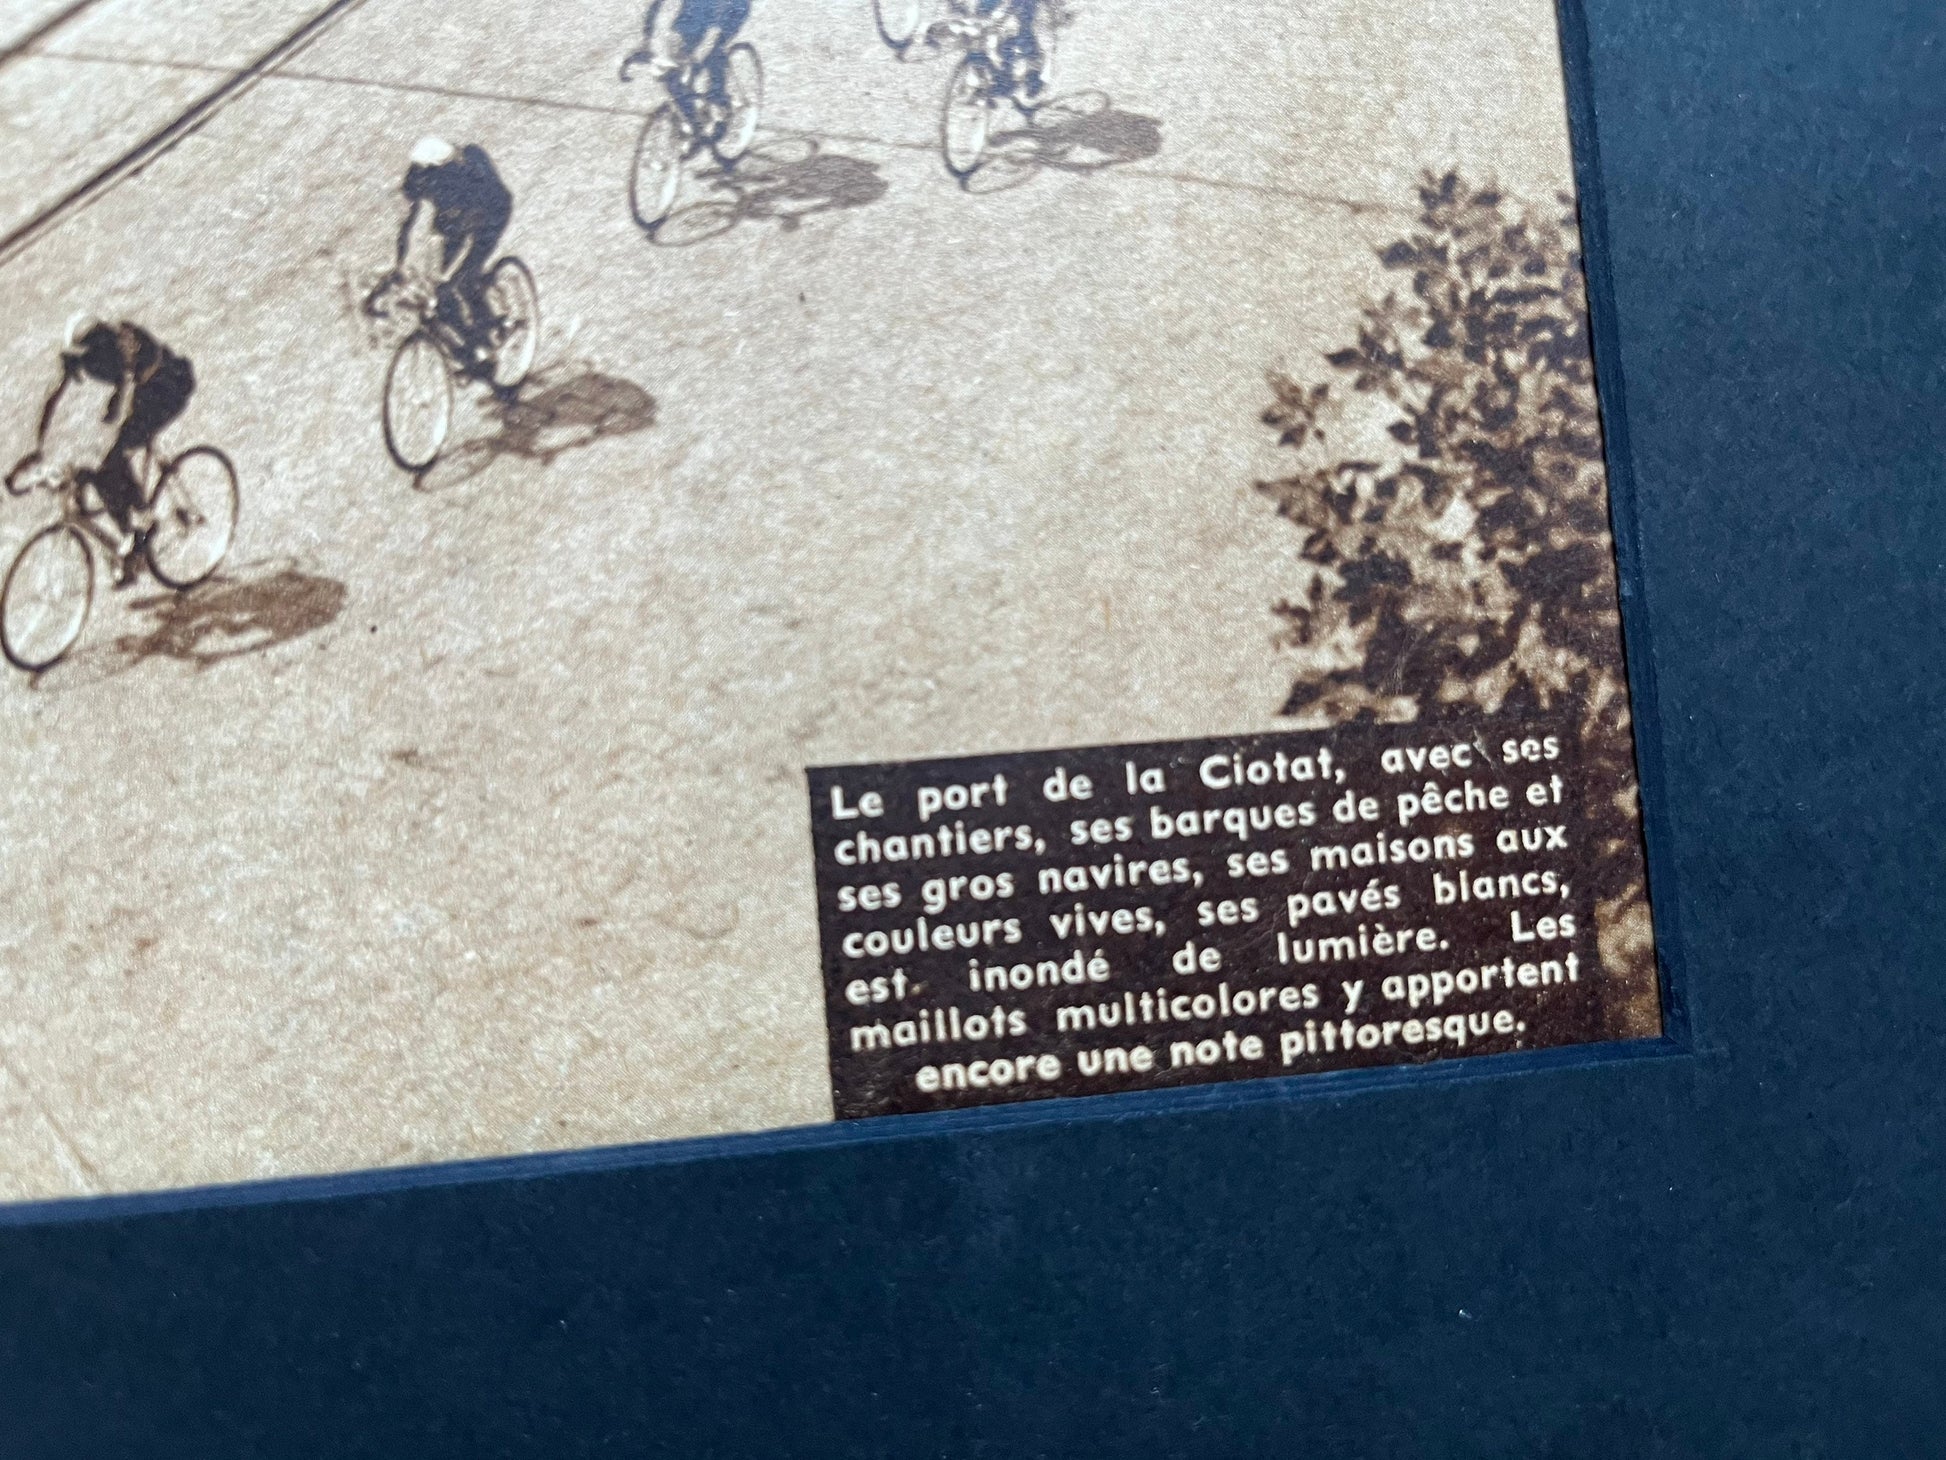 Le port de la Ciotat, avec ses
chantiers, ses barques de pêche et
ses gros navires, ses maisons aux
couleurs vives, ses pavés blancs,
est inondé de lumière. Les
maillots multicolores y apportent
encore une note pittoresque.